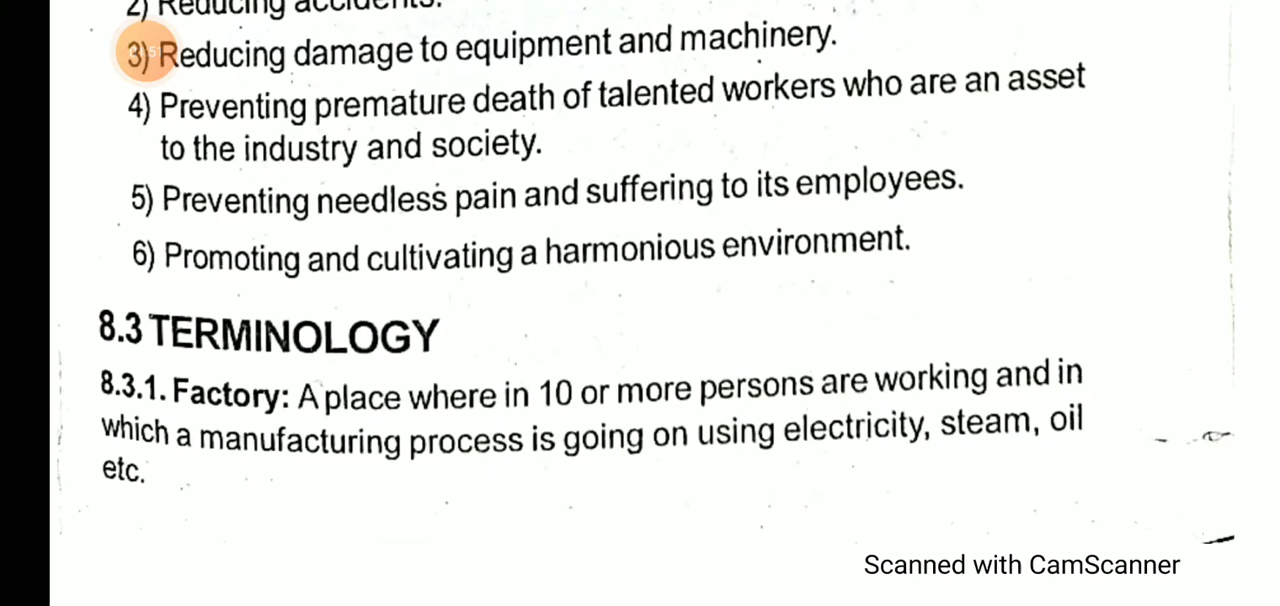 2) Reducing accidents.
3) Reducing damage to equipment and machinery.
4) Preventing premature death of talented workers who are an asset
to the industry and society.
5) Preventing needless pain and suffering to its employees.
6) Promoting and cultivating a harmonious environment.
8.3 TERMINOLOGY
8.3.1. Factory: A place where in 10 or more persons are working and in
which a manufacturing process is going on using electricity, steam, oil
etc.
Scanned with CamScanner